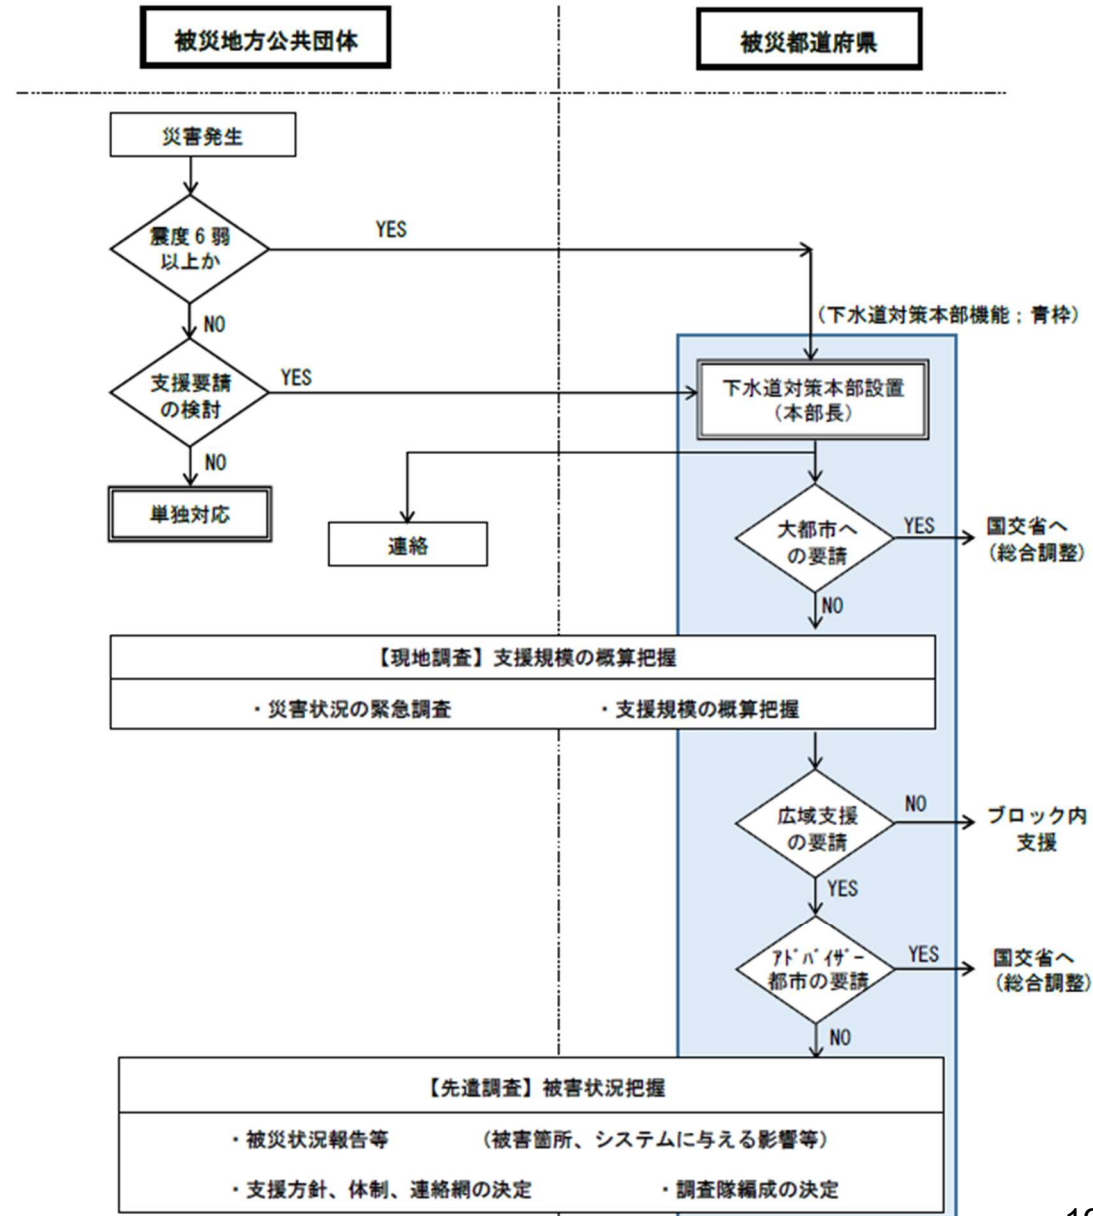 被災地方公共団体
被災都道府県
災害発生
震度6弱
以上か
YES
NO
(下水道対策本部機能;青枠)
支援要請
の検討
YES
下水道対策本部設置
(本部長)
NO
単独対応
連絡
大都市へ
の要請
YES
国交省へ
(総合調整)
NO
【現地調査】支援規模の概算把握
・災害状況の緊急調査
・支援規模の概算把握
広域支援
の要請
NO
ブロック内
支援
YES
ｱﾄﾞﾊﾞｲｻﾞｰ
都市の要請
YES
国交省へ
(総合調整)
NO
【先遣調査】被害状況把握
・被災状況報告等 (被害箇所、システムに与える影響等)
・支援方針、体制、連絡網の決定 ・調査隊編成の決定